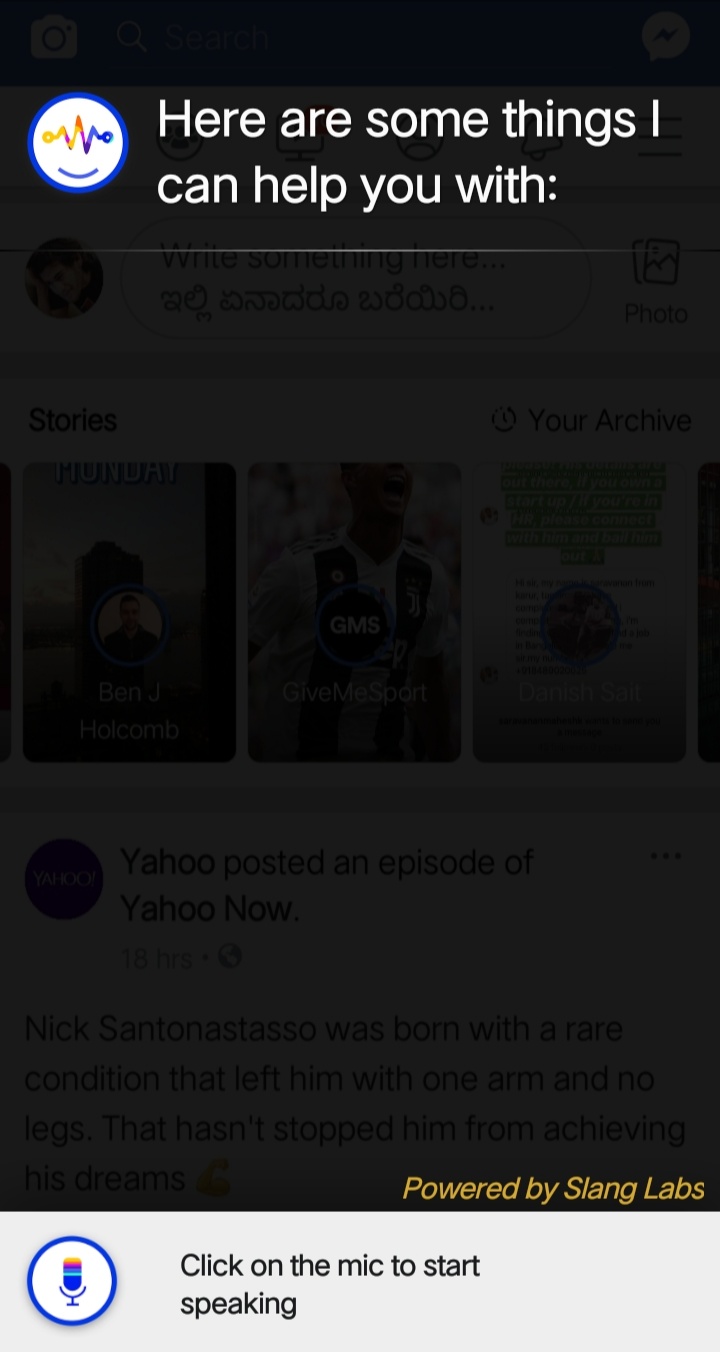 Search
Here are some things I
can help you with:
Write something here...
ಇಲ್ಲಿ ಏನಾದರೂ ಬರೆಯಿರಿ...
Photo
Stories
Your Archive
MONDAY
out there. If you own a
start up / if you're in
HR, please connect
with him and bail him
out
GMS
Ben J
Holcomb
GiveMeSport
Danish Sait
YAHOO!
Yahoo posted an episode of
Yahoo Now.
18 hrs
Nick Santonastasso was born with a rare
condition that left him with one arm and no
legs. That hasn't stopped him from achieving
his dreams 💪
Powered by Slang Labs
Click on the mic to start
speaking